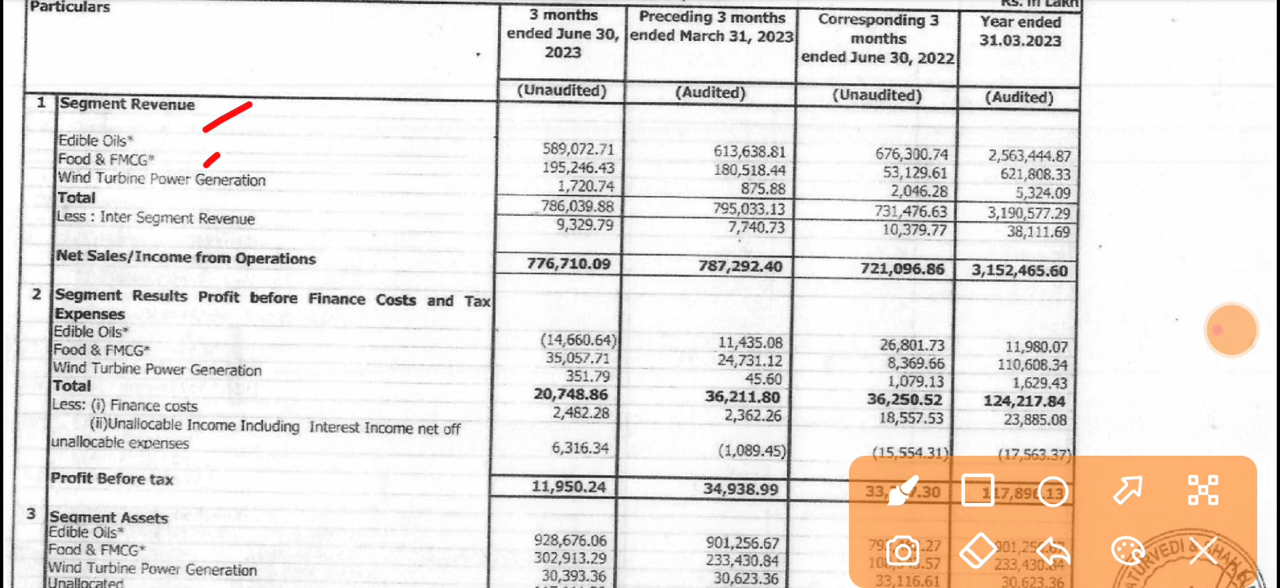 Rs. in Lakh
Particulars 3 months ended June 30, 2023 Preceding 3 months ended March 31, 2023 Corresponding 3 months ended June 30, 2022 Year ended 31.03.2023
(Unaudited) (Audited) (Unaudited) (Audited)
1 Segment Revenue
Edible Oils* 589,072.71 613,638.81 676,300.74 2,563,444.87
Food & FMCG* 195,246.43 180,518.44 53,129.61 621,808.33
Wind Turbine Power Generation 1,720.74 875.88 2,046.28 5,324.09
Total 786,039.88 795,033.13 731,476.63 3,190,577.29
Less : Inter Segment Revenue 9,329.79 7,740.73 10,379.77 38,111.69
Net Sales/Income from Operations 776,710.09 787,292.40 721,096.86 3,152,465.60
2 Segment Results Profit before Finance Costs and Tax
Expenses
Edible Oils* (14,660.64) 11,435.08 26,801.73 11,980.07
Food & FMCG* 35,057.71 24,731.12 8,369.66 110,608.34
Wind Turbine Power Generation 351.79 45.60 1,079.13 1,629.43
Total 20,748.86 36,211.80 36,250.52 124,217.84
Less: (i) Finance costs 2,482.28 2,362.26 18,557.53 23,885.08
(ii)Unallocable Income Including Interest Income net off
unallocable expenses 6,316.34 (1,089.45) (15,554.31) (17,563.37)
Profit Before tax 11,950.24 34,938.99 117,896.13
3 Segment Assets
Edible Oils* 928,676.06 901,256.67
Food & FMCG* 302,913.29 233,430.84 233,430.84
Wind Turbine Power Generation 30,393.36 30,623.36 33,116.61 30,623.36
Unallocated